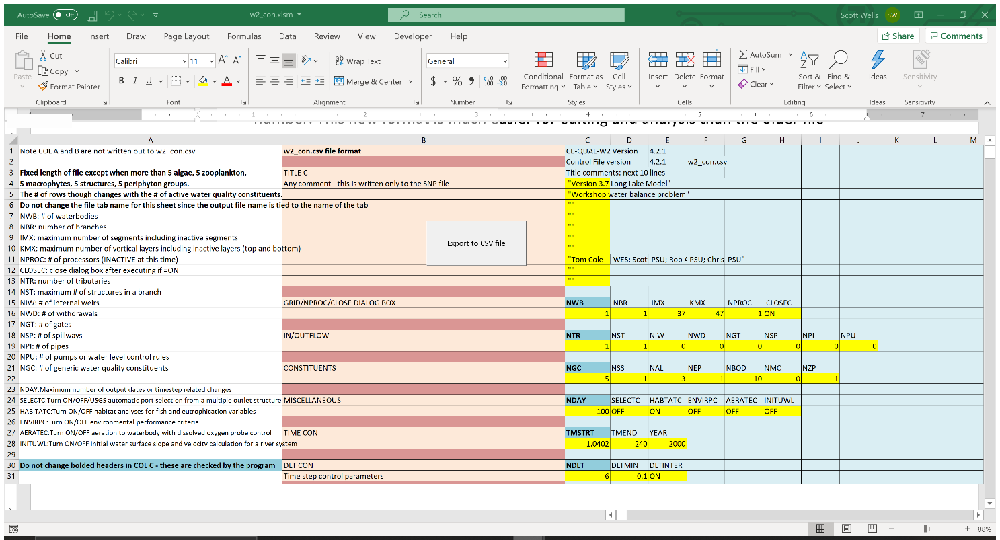 AutoSave Off w2_con.xlsm Search Scott Wells SW
File Home Insert Draw Page Layout Formulas Data Review View Developer Help Share Comments
Paste Cut Copy Format Painter Clipboard
Calibri 11 A A B I U A Font
ab Wrap Text Merge & Center Alignment
General $ % , Number
Conditional Formatting Format as Table Cell Styles Styles
Insert Delete Format Cells
AutoSum Fill Clear Sort & Filter Find & Select Editing
Ideas Ideas
Sensitivity Sensitivity
1 2 3 4 5 6 7
number. This new format is much easier for editing and analysis than the older file
A B C D E F G H I J K L M
1 Note COL A and B are not written out to w2_con.csv w2_con.csv file format CE-QUAL-W2 Version 4.2.1
2 Control File version 4.2.1 w2_con.csv
3 Fixed length of file except when more than 5 algae, 5 zooplankton, TITLE C Title comments: next 10 lines
4 5 macrophytes, 5 structures, 5 periphyton groups. Any comment - this is written only to the SNP file "Version 3.7 Long Lake Model"
5 The # of rows though changes with the # of active water quality constituents. "Workshop water balance problem"
6 Do not change the file tab name for this sheet since the output file name is tied to the name of the tab ""
7 NWB: # of waterbodies ""
8 NBR: number of branches ""
9 IMX: maximum number of segments including inactive segments ""
10 KMX: maximum number of vertical layers including inactive layers (top and bottom) ""
Export to CSV file
11 NPROC: # of processors (INACTIVE at this time) "Tom Cole WES; Scott PSU; Rob A PSU; Chris PSU"
12 CLOSEC: close dialog box after executing if =ON ""
13 NTR: number of tributaries ""
14 NST: maximum # of structures in a branch
15 NIW: # of internal weirs GRID/NPROC/CLOSE DIALOG BOX NWB NBR IMX KMX NPROC CLOSEC
16 NWD: # of withdrawals 1 1 37 47 1 ON
17 NGT: # of gates
18 NSP: # of spillways IN/OUTFLOW NTR NST NIW NWD NGT NSP NPI NPU
19 NPI: # of pipes 1 1 0 0 0 0 0 0
20 NPU: # of pumps or water level control rules
21 NGC: # of generic water quality constituents CONSTITUENTS NGC NSS NAL NEP NBOD NMC NZP
22 5 1 3 1 10 0 1
23 NDAY:Maximum number of output dates or timestep related changes
24 SELECTC:Turn ON/OFF/USGS automatic port selection from a multiple outlet structure MISCELLANEOUS NDAY SELECTC HABTATC ENVIRPC AERATEC INITUWL
25 HABITATC:Turn ON/OFF habitat analyses for fish and eutrophication variables 100 OFF ON OFF OFF OFF
26 ENVIRPC:Turn ON/OFF environmental performance criteria
27 AERATEC:Turn ON/OFF aeration to waterbody with dissolved oxygen probe control TIME CON TMSTRT TMEND YEAR
28 INITUWL:Turn ON/OFF initial water surface slope and velocity calculation for a river system 1.0402 240 2000
29
30 Do not change bolded headers in COL C - these are checked by the program DLT CON NDLT DLTMIN DLTINTER
31 Time step control parameters 6 0.1 ON
88%